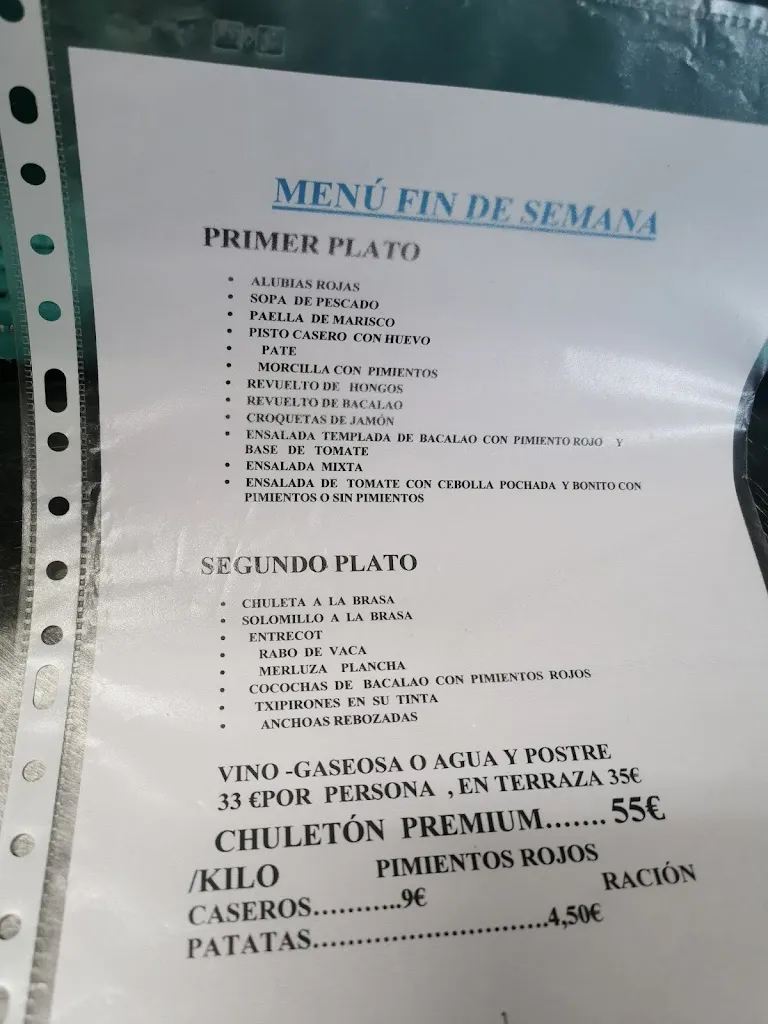 MENÚ FIN DE SEMANA
PRIMER PLATO
• ALUBIAS ROJAS
• SOPA DE PESCADO
• PAELLA DE MARISCO
• PISTO CASERO CON HUEVO
• PATE
• MORCILLA CON PIMIENTOS
• REVUELTO DE HONGOS
• REVUELTO DE BACALAO
• CROQUETAS DE JAMÓN
• ENSALADA TEMPLADA DE BACALAO CON PIMIENTO ROJO Y
BASE DE TOMATE
• ENSALADA MIXTA
• ENSALADA DE TOMATE CON CEBOLLA POCHADA Y BONITO CON
PIMIENTOS O SIN PIMIENTOS
SEGUNDO PLATO
• CHULETA A LA BRASA
• SOLOMILLO A LA BRASA
• ENTRECOT
• RABO DE VACA
• MERLUZA PLANCHA
• COCOCHAS DE BACALAO CON PIMIENTOS ROJOS
• TXIPIRONES EN SU TINTA
• ANCHOAS REBOZADAS
VINO -GASEOSA O AGUA Y POSTRE
33 €POR PERSONA , EN TERRAZA 35€
CHULETÓN PREMIUM....... 55€
/KILO PIMIENTOS ROJOS
CASEROS...........9€ RACIÓN
PATATAS.............................4,50€
1